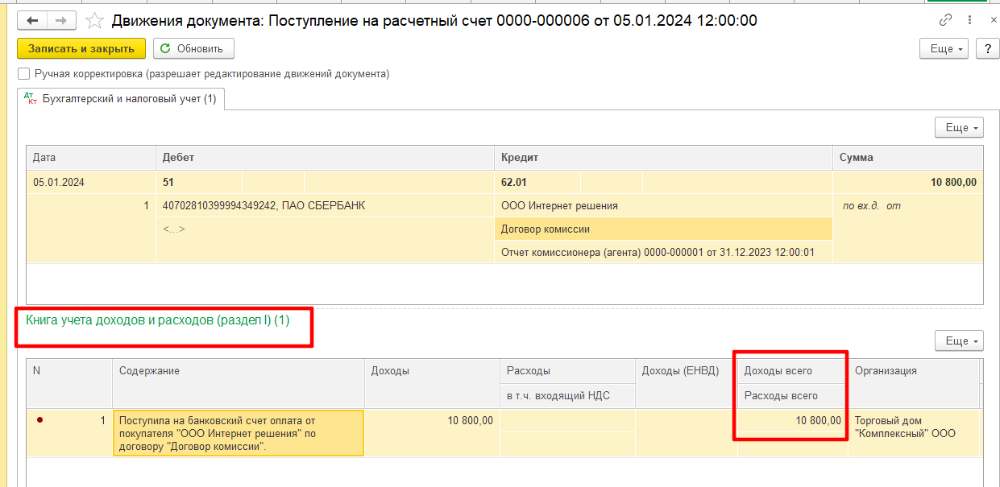 Движения документа: Поступление на расчетный счет 0000-000006 от 05.01.2024 12:00:00
Записать и закрыть
Обновить
Еще
?
Ручная корректировка (разрешает редактирование движений документа)
Дт Кт Бухгалтерский и налоговый учет (1)
Еще
Дата Дебет Кредит Сумма
05.01.2024 51 62.01 10 800,00
1 40702810399994349242, ПАО СБЕРБАНК ООО Интернет решения по вх.д. от
<...> Договор комиссии
Отчет комиссионера (агента) 0000-000001 от 31.12.2023 12:00:01
Книга учета доходов и расходов (раздел I) (1)
Еще
N Содержание Доходы Расходы Доходы (ЕНВД) Доходы всего Организация
в т.ч. входящий НДС Расходы всего
1 Поступила на банковский счет оплата от 10 800,00 10 800,00 Торговый дом
покупателя "ООО Интернет решения" по "Комплексный" ООО
договору "Договор комиссии".